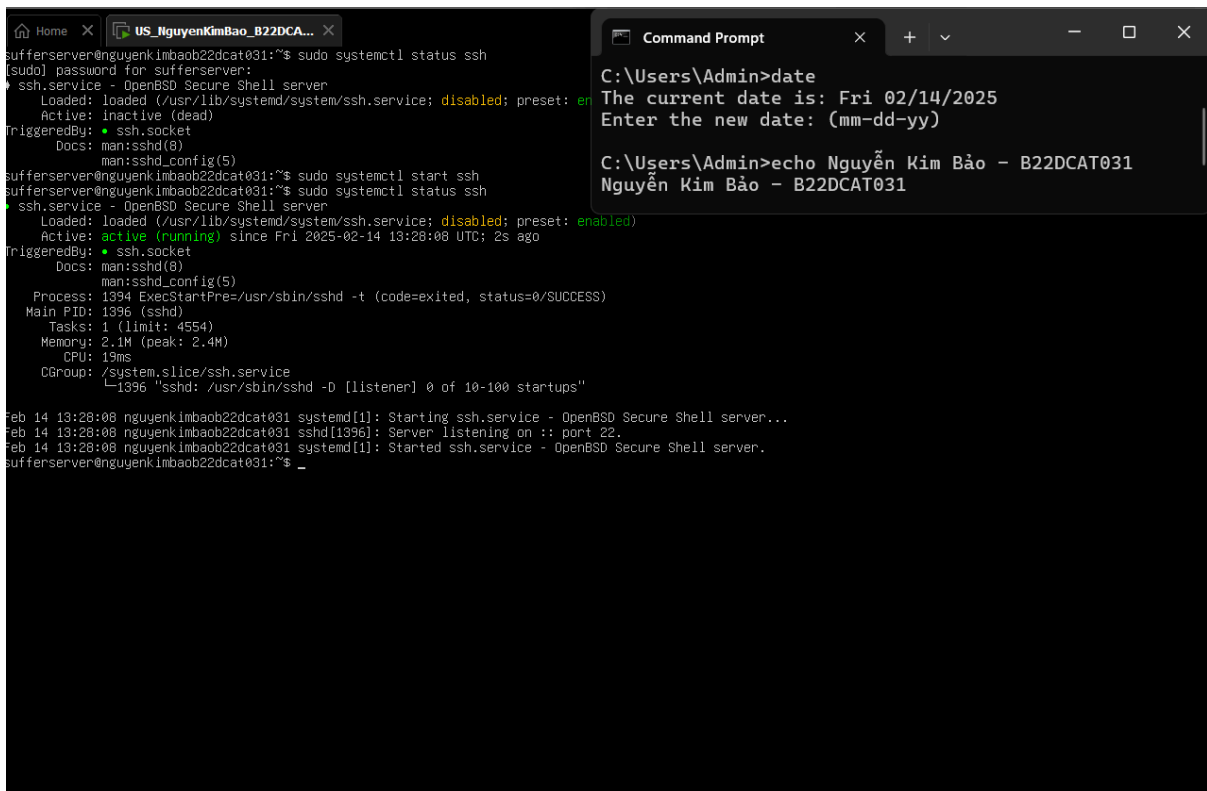 Home
US_NguyenKimBao_B22DCA...
sufferserver@nguyenkimbaob22dcat031:~$ sudo systemctl status ssh
[sudo] password for sufferserver:
ssh.service - OpenBSD Secure Shell server
Loaded: loaded (/usr/lib/systemd/system/ssh.service; disabled; preset: en
Active: inactive (dead)
TriggeredBy: ● ssh.socket
Docs: man:sshd(8)
man:sshd_config(5)
sufferserver@nguyenkimbaob22dcat031:~$ sudo systemctl start ssh
sufferserver@nguyenkimbaob22dcat031:~$ sudo systemctl status ssh
● ssh.service - OpenBSD Secure Shell server
Loaded: loaded (/usr/lib/systemd/system/ssh.service; disabled; preset: enabled)
Active: active (running) since Fri 2025-02-14 13:28:08 UTC; 2s ago
TriggeredBy: ● ssh.socket
Docs: man:sshd(8)
man:sshd_config(5)
Process: 1394 ExecStartPre=/usr/sbin/sshd -t (code=exited, status=0/SUCCESS)
Main PID: 1396 (sshd)
Tasks: 1 (limit: 4554)
Memory: 2.1M (peak: 2.4M)
CPU: 19ms
CGroup: /system.slice/ssh.service
└─1396 "sshd: /usr/sbin/sshd -D [listener] 0 of 10-100 startups"
Feb 14 13:28:08 nguyenkimbaob22dcat031 systemd[1]: Starting ssh.service - OpenBSD Secure Shell server...
Feb 14 13:28:08 nguyenkimbaob22dcat031 sshd[1396]: Server listening on :: port 22.
Feb 14 13:28:08 nguyenkimbaob22dcat031 systemd[1]: Started ssh.service - OpenBSD Secure Shell server.
sufferserver@nguyenkimbaob22dcat031:~$ _
Command Prompt
C:\Users\Admin>date
The current date is: Fri 02/14/2025
Enter the new date: (mm-dd-yy)
C:\Users\Admin>echo Nguyễn Kim Bảo - B22DCAT031
Nguyễn Kim Bảo - B22DCAT031